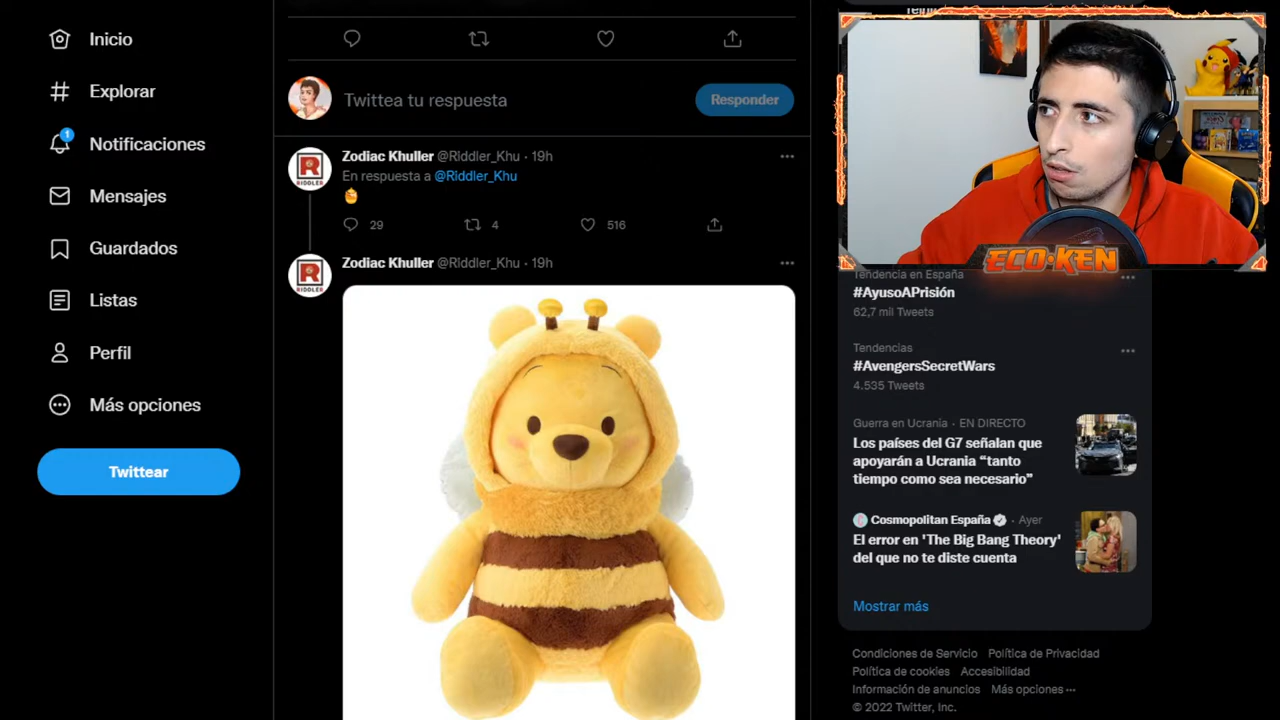 Inicio
Explorar
1
Notificaciones
Mensajes
Guardados
Listas
Perfil
Más opciones
Twittear
Twittea tu respuesta
Responder
R
RIDDLER
Zodiac Khuller @RIddler_Khu · 19h
En respuesta a @RIddler_Khu
29
4
516
R
RIDDLER
Zodiac Khuller @RIddler_Khu · 19h
ECO·KEN
Tendencia en España
#AyusoAPrisión
62,7 mil Tweets
Tendencias
#AvengersSecretWars
4.535 Tweets
Guerra en Ucrania · EN DIRECTO
Los países del G7 señalan que
apoyarán a Ucrania “tanto
tiempo como sea necesario”
Cosmopolitan España · Ayer
El error en 'The Big Bang Theory'
del que no te diste cuenta
Mostrar más
Condiciones de Servicio Política de Privacidad
Política de cookies Accesibilidad
Información de anuncios Más opciones ···
© 2022 Twitter, Inc.